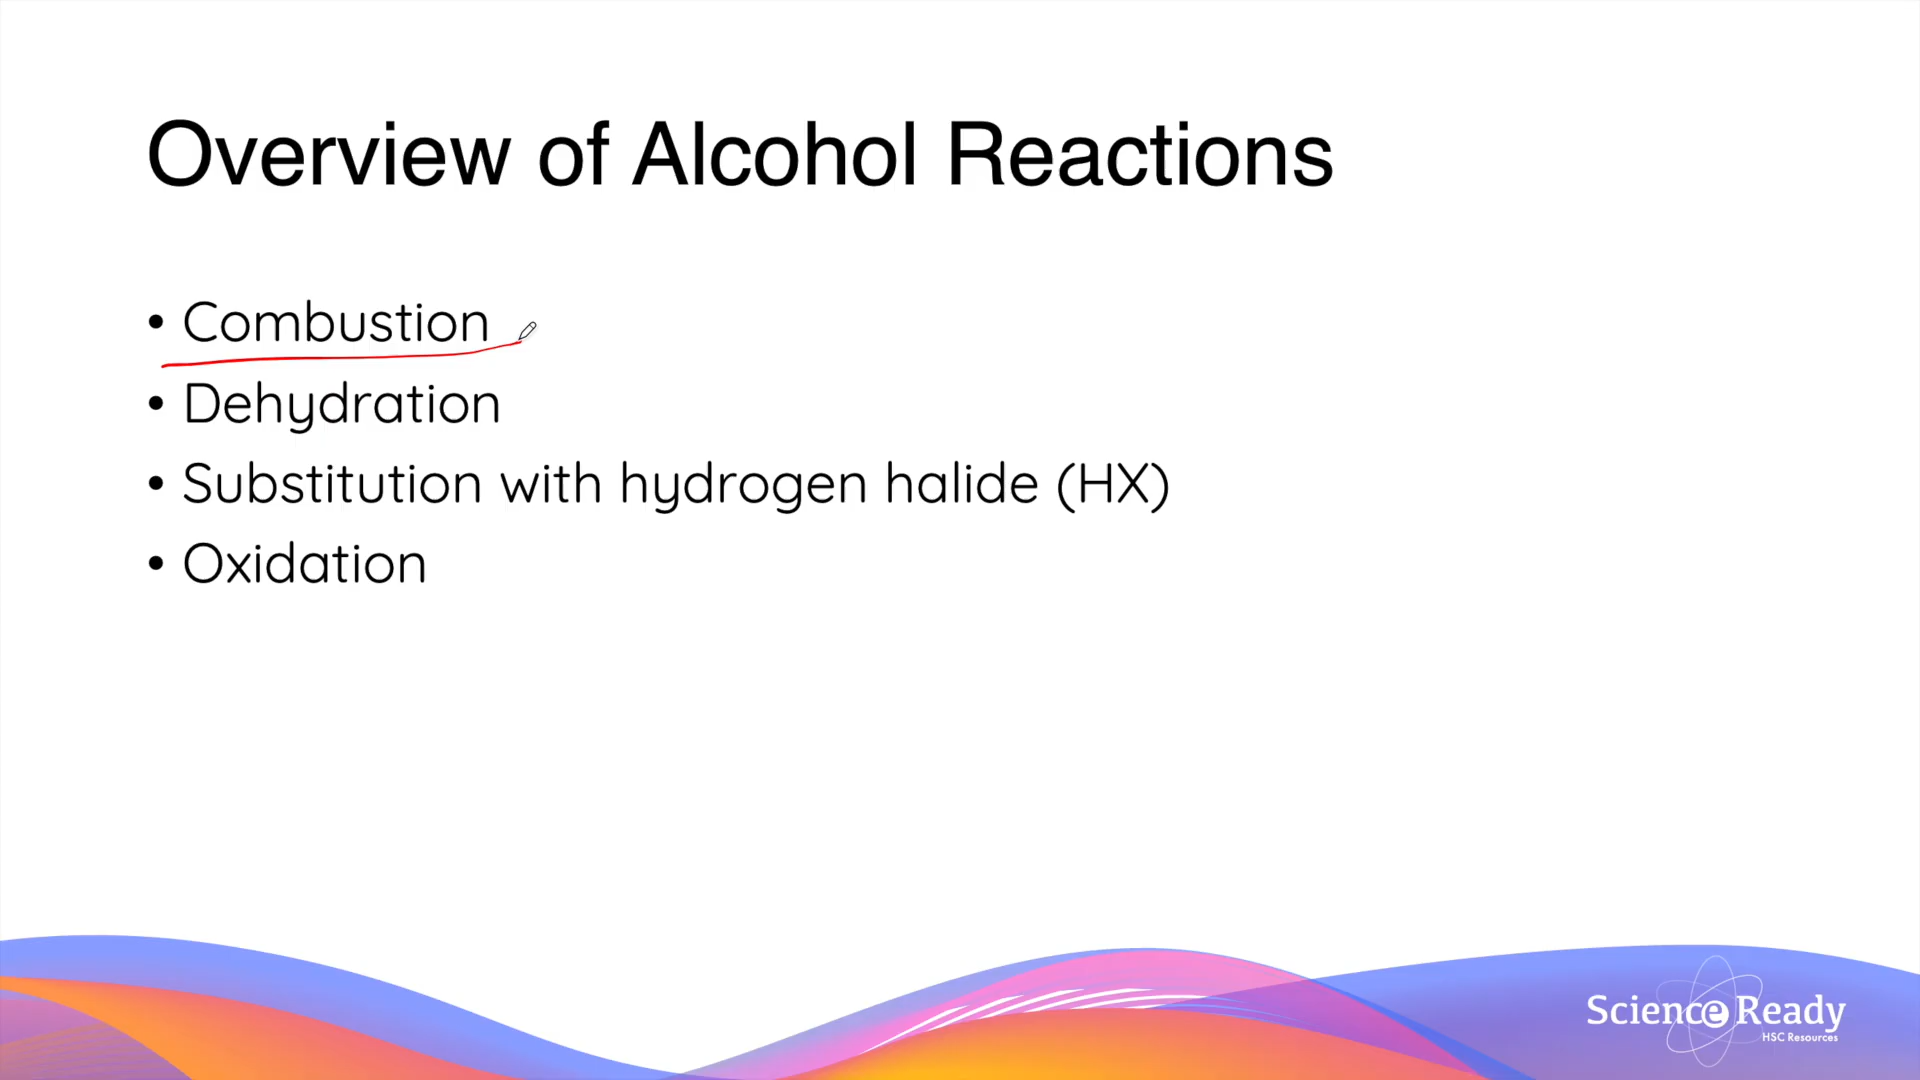 Overview of Alcohol Reactions
• Combustion
• Dehydration
• Substitution with hydrogen halide (HX)
• Oxidation
Science Ready
HSC Resources